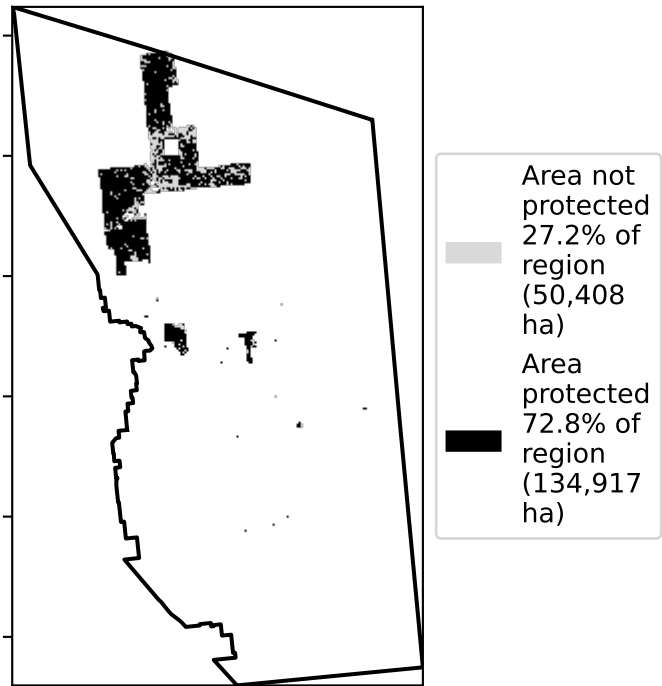 Area not
protected
27.2% of
region
(50,408
ha)
Area
protected
72.8% of
region
(134,917
ha)